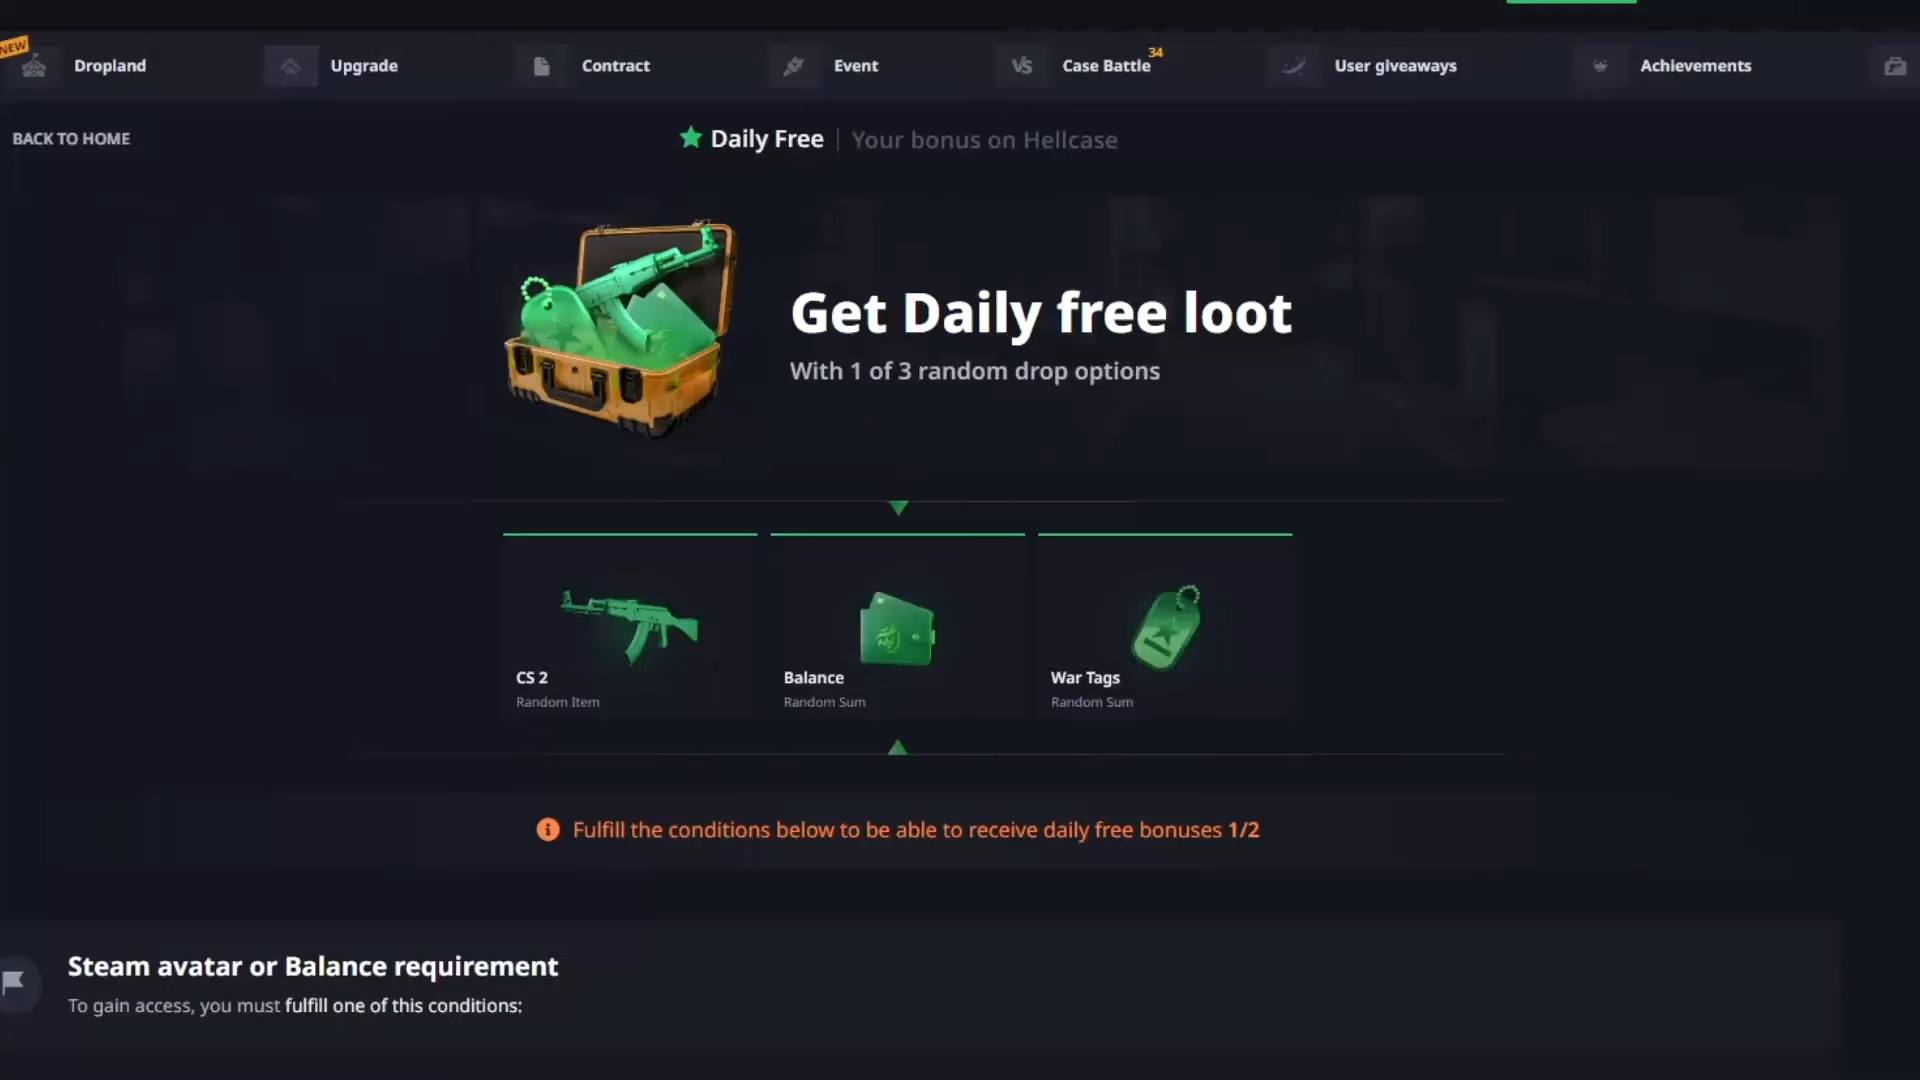 NEW
Dropland
Upgrade
Contract
Event
VS
Case Battle
34
User giveaways
Achievements
BACK TO HOME
Daily Free
Your bonus on Hellcase
Get Daily free loot
With 1 of 3 random drop options
CS 2
Random Item
Balance
Random Sum
War Tags
Random Sum
Fulfill the conditions below to be able to receive daily free bonuses 1/2
Steam avatar or Balance requirement
To gain access, you must fulfill one of this conditions: